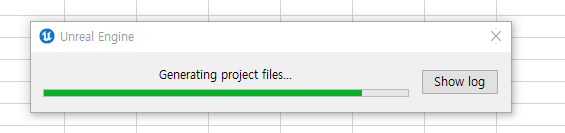 Unreal Engine
Generating project files...
Show log